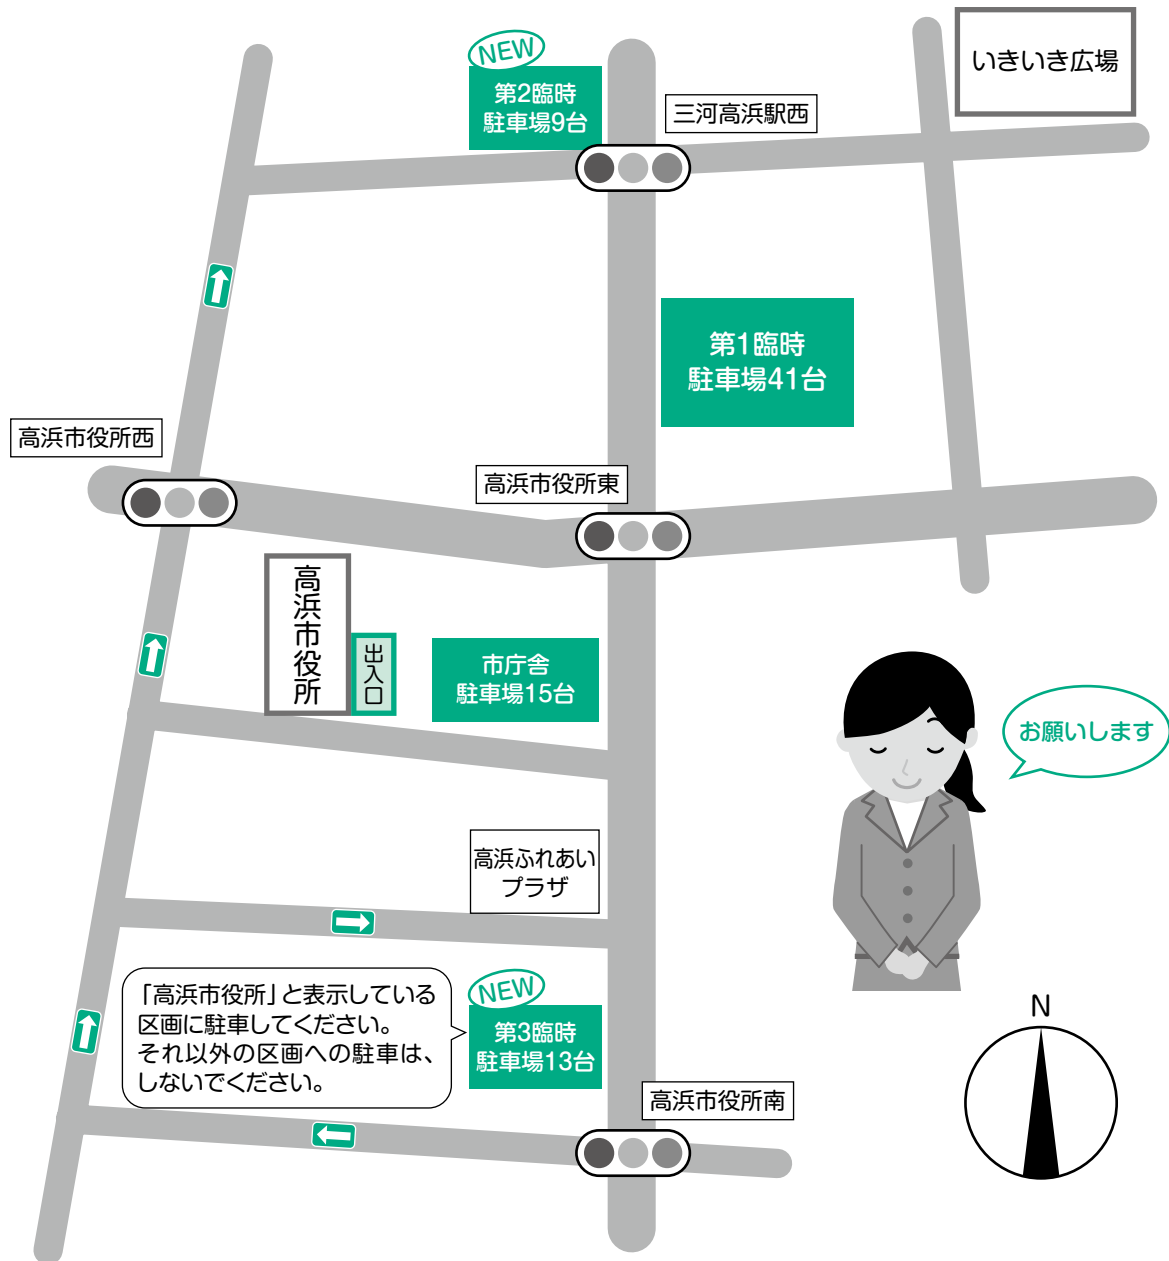 いきいき広場
NEW
第2臨時
駐車場9台
三河高浜駅西
第1臨時
駐車場41台
高浜市役所西
高浜市役所東
高浜市役所
出入口
市庁舎
駐車場15台
お願いします
高浜ふれあい
プラザ
「高浜市役所」と表示している
区画に駐車してください。
それ以外の区画への駐車は、
しないでください。
NEW
第3臨時
駐車場13台
高浜市役所南
N